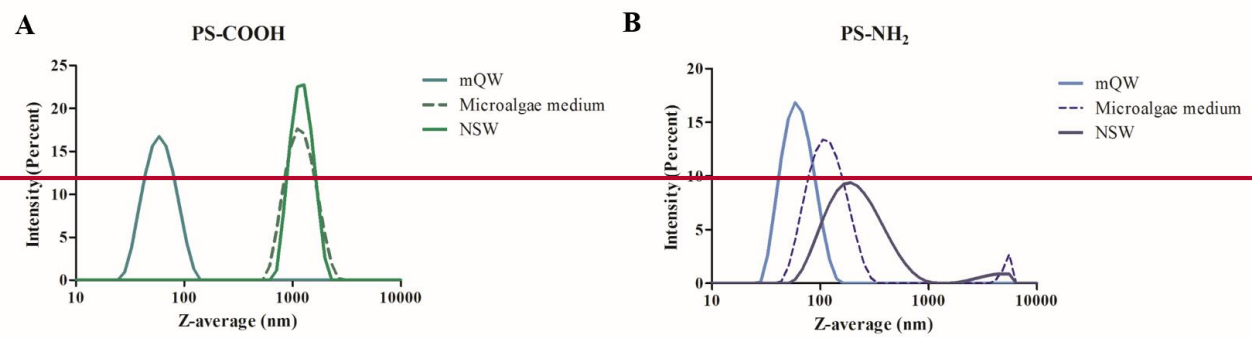 A
PS-COOH
25
20
15
10
5
0
Intensity (Percent)
10
100
1000
10000
Z-average (nm)
mQW
Microalgae medium
NSW
B
PS-NH₂
20
15
10
5
0
Intensity (Percent)
10
100
1000
10000
Z-average (nm)
mQW
Microalgae medium
NSW